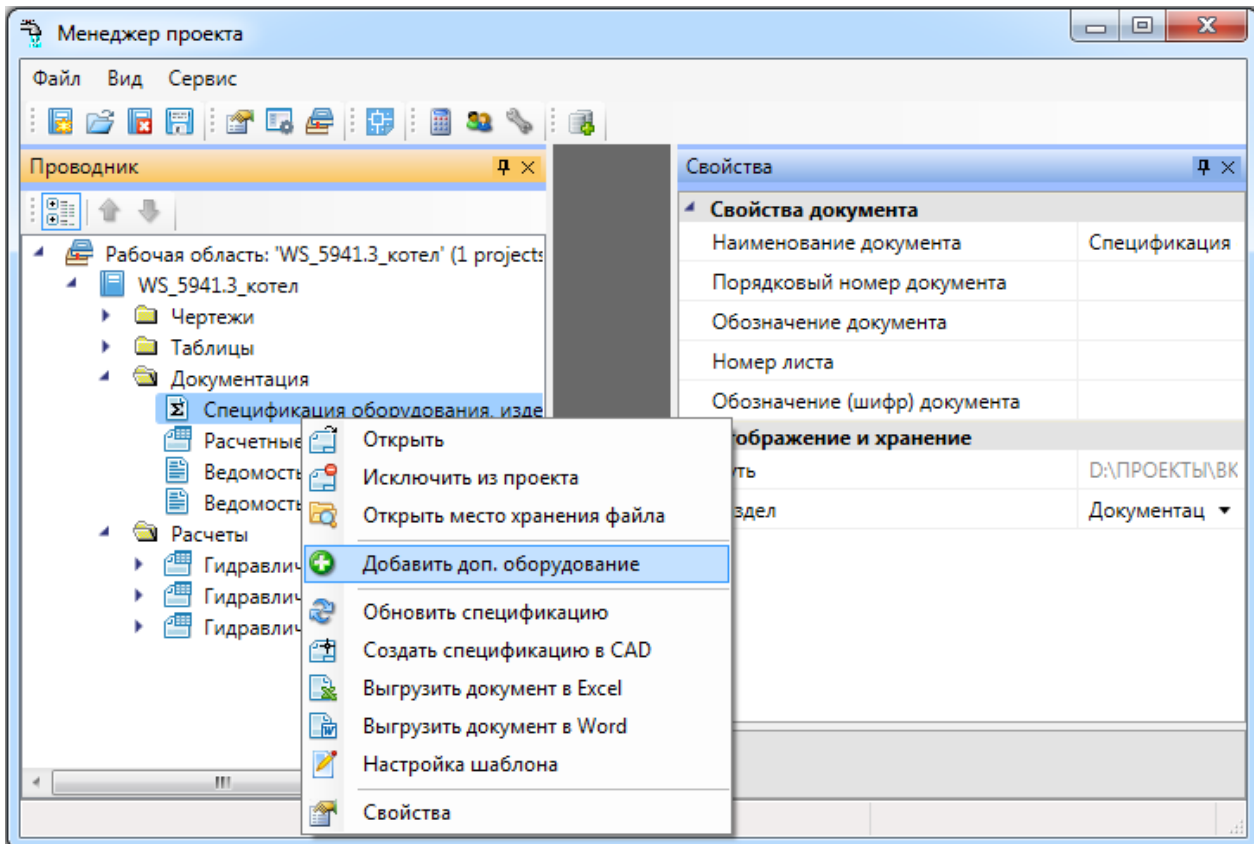 Менеджер проекта
Файл Вид Сервис
Проводник
Рабочая область: 'WS_5941.3_котел' (1 projects
WS_5941.3_котел
Чертежи
Таблицы
Документация
Спецификация оборудования, изде
Расчетные
Ведомость
Ведомость
Расчеты
Гидравлич
Гидравлич
Гидравлич
Открыть
Исключить из проекта
Открыть место хранения файла
Добавить доп. оборудование
Обновить спецификацию
Создать спецификацию в CAD
Выгрузить документ в Excel
Выгрузить документ в Word
Настройка шаблона
Свойства
Свойства
Свойства документа
Наименование документа Спецификация
Порядковый номер документа
Обозначение документа
Номер листа
Обозначение (шифр) документа
тображение и хранение
уть D:\ПРОЕКТЫ\ВК
здел Документац